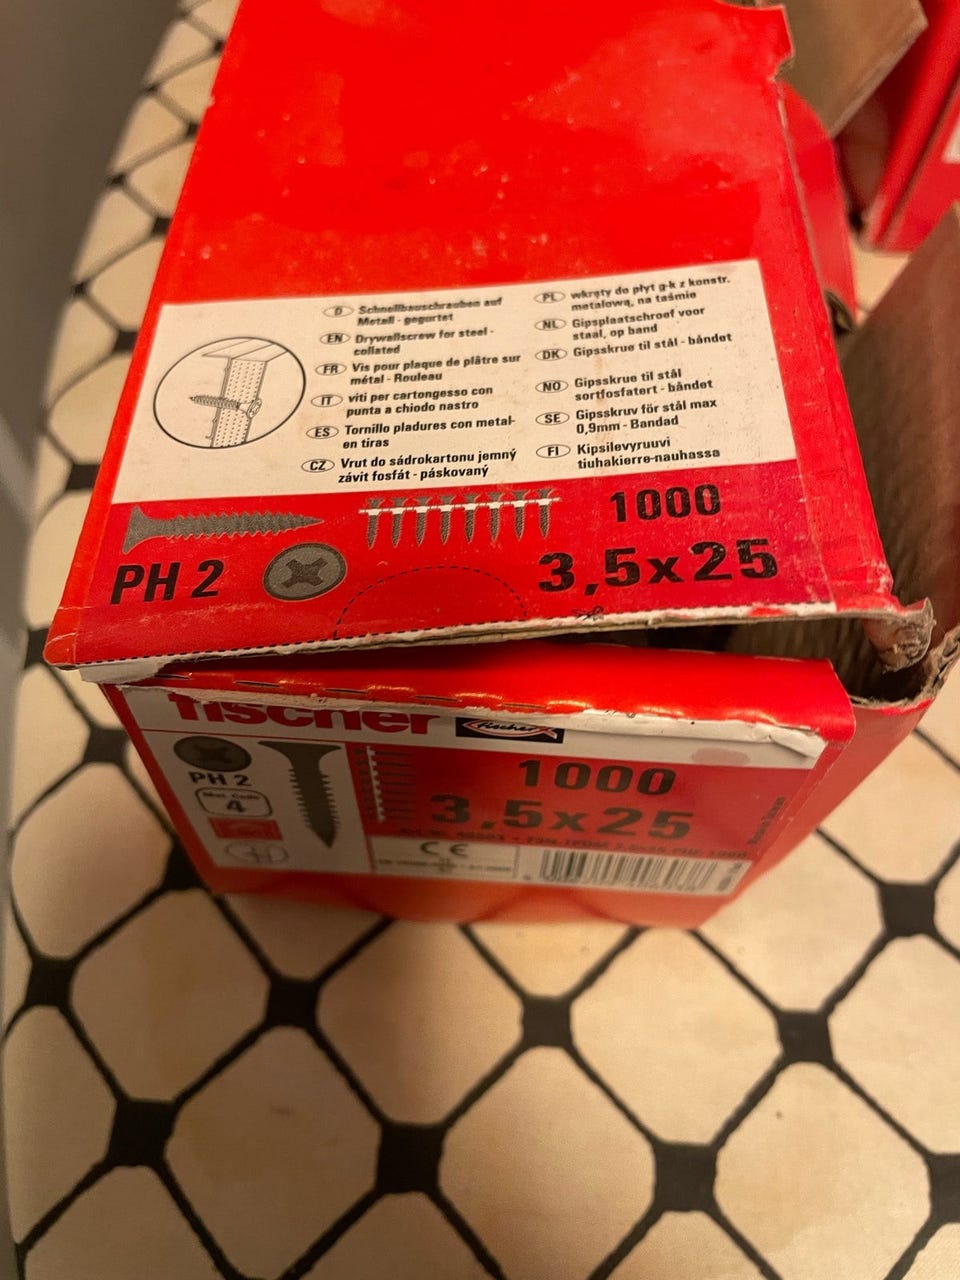 D Schnellbauschrauben auf
Metall - gegurtet
EN Drywallscrew for steel -
collated
FR Vis pour plaque de plâtre sur
métal - Rouleau
IT viti per cartongesso con
punta a chiodo nastro
ES Tornillo pladures con metal-
en tiras
CZ Vrut do sádrokartonu jemný
závit fosfát - páskovaný
PL wkręty do płyt g-k z konstr.
metalową, na taśmie
NL Gipsplaatschroef voor
staal, op band
DK Gipsskrue til stål - båndet
NO Gipsskrue til stål
sortfosfatert - båndet
SE Gipsskruv för stål max
0,9mm - Bandad
FI Kipsilevyruuvi
tiuhakierre-nauhassa
1000
PH 2
3,5x25
fischer
fischer
PH 2
4
1000
3,5x25
CE